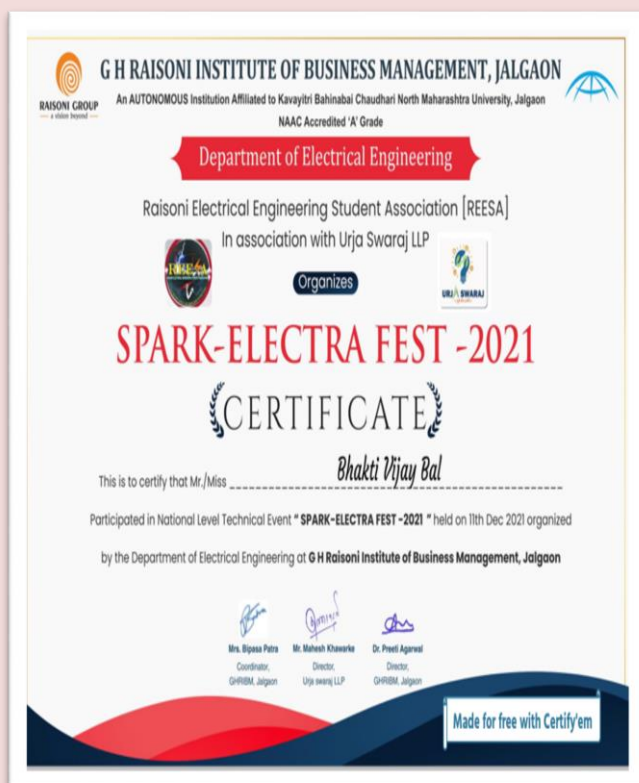 G H RAISONI INSTITUTE OF BUSINESS MANAGEMENT, JALGAON
RAISONI GROUP
a vision beyond
An AUTONOMOUS Institution Affiliated to Kavayitri Bahinabai Chaudhari North Maharashtra University, Jalgaon
NAAC Accredited 'A' Grade
Department of Electrical Engineering
Raisoni Electrical Engineering Student Association [REESA]
In association with Urja Swaraj LLP
REESA
Organizes
URJA SWARAJ
SPARK-ELECTRA FEST -2021
CERTIFICATE
Bhakti Vijay Bal
This is to certify that Mr./Miss
Participated in National Level Technical Event " SPARK-ELECTRA FEST -2021 " held on 11th Dec 2021 organized
by the Department of Electrical Engineering at G H Raisoni Institute of Business Management, Jalgaon
Mrs. Bipasa Patra
Coordinator,
GHRIBM, Jalgaon
Mr. Mahesh Khawarke
Director,
Urja swaraj LLP
Dr. Preeti Agarwal
Director,
GHRIBM, Jalgaon
Made for free with Certify'em